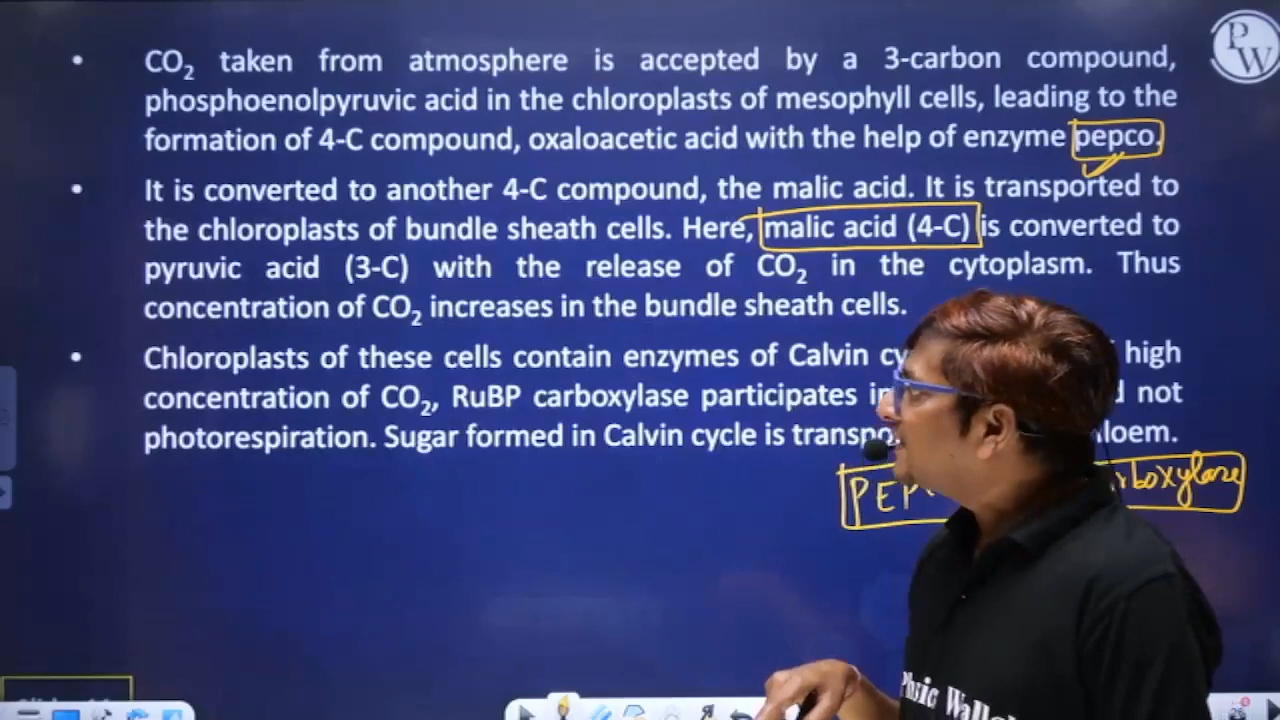 P
W
• CO₂ taken from atmosphere is accepted by a 3-carbon compound,
phosphoenolpyruvic acid in the chloroplasts of mesophyll cells, leading to the
formation of 4-C compound, oxaloacetic acid with the help of enzyme pepco.
• It is converted to another 4-C compound, the malic acid. It is transported to
the chloroplasts of bundle sheath cells. Here, malic acid (4-C) is converted to
pyruvic acid (3-C) with the release of CO₂ in the cytoplasm. Thus
concentration of CO₂ increases in the bundle sheath cells.
• Chloroplasts of these cells contain enzymes of Calvin high
concentration of CO₂, RuBP carboxylase participates not
photorespiration. Sugar formed in Calvin cycle is
PEP